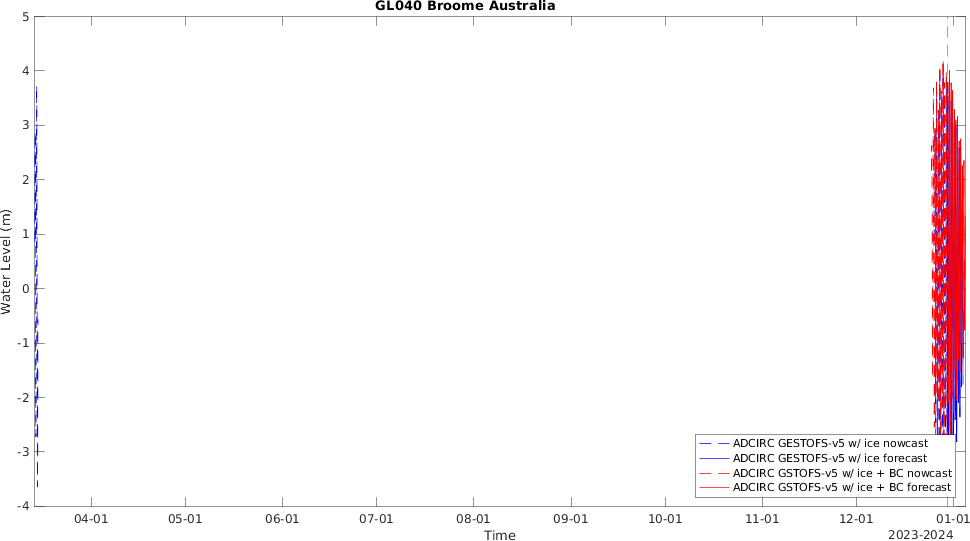 GL040 Broome Australia
5
4
3
2
1
0
-1
-2
-3
-4
Water Level (m)
ADCIRC GESTOFS-v5 w/ ice nowcast
ADCIRC GESTOFS-v5 w/ ice forecast
ADCIRC GSTOFS-v5 w/ ice + BC nowcast
ADCIRC GSTOFS-v5 w/ ice + BC forecast
04-01 05-01 06-01 07-01 08-01 09-01 10-01 11-01 12-01 01-01
Time
2023-2024